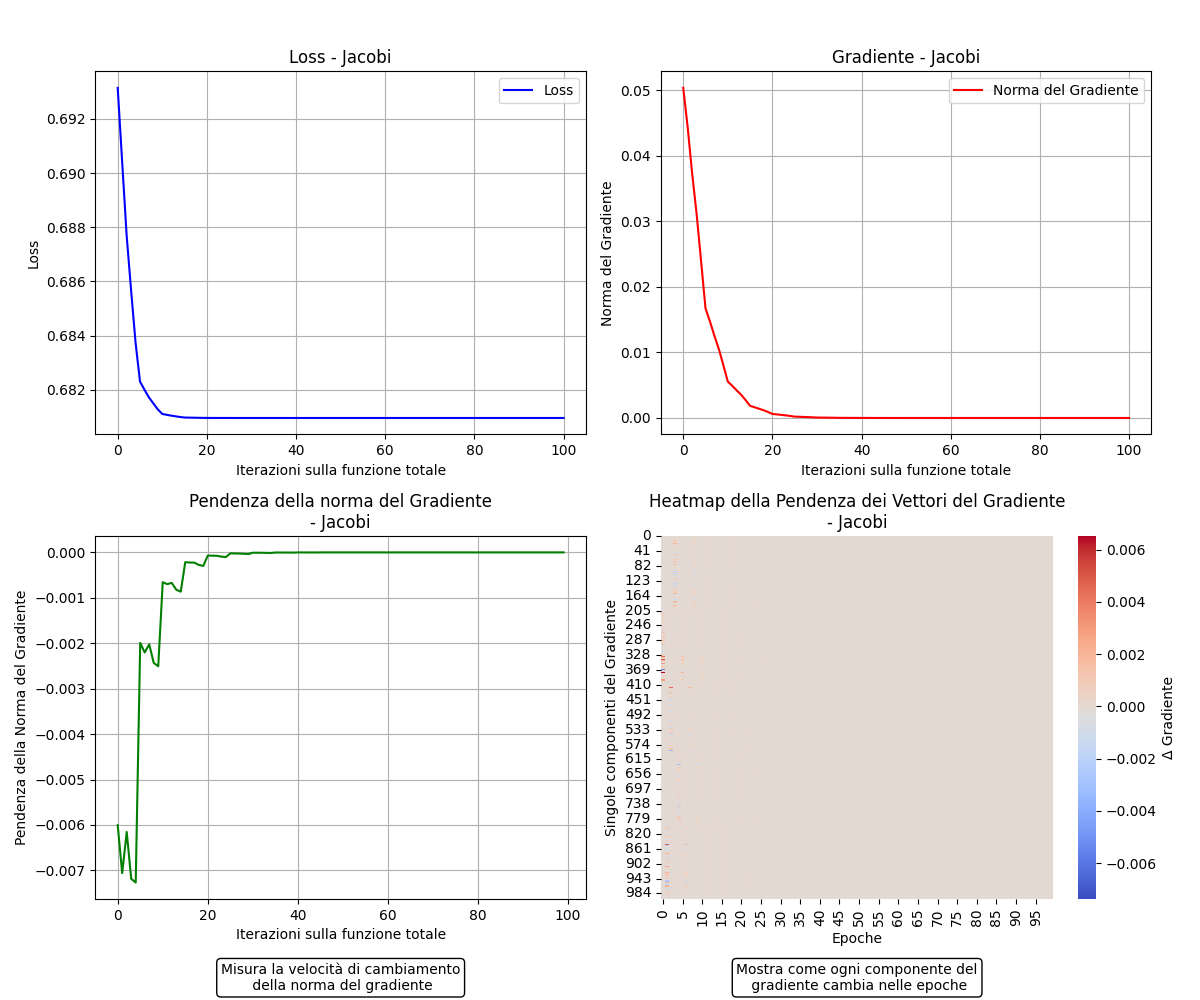 Loss - Jacobi
Loss
0.692
0.690
0.688
0.686
0.684
0.682
Loss
0 20 40 60 80 100
Iterazioni sulla funzione totale
Gradiente - Jacobi
Norma del Gradiente
0.05
0.04
0.03
0.02
0.01
0.00
Norma del Gradiente
0 20 40 60 80 100
Iterazioni sulla funzione totale
Pendenza della norma del Gradiente
- Jacobi
0.000
−0.001
−0.002
−0.003
−0.004
−0.005
−0.006
−0.007
Pendenza della Norma del Gradiente
0 20 40 60 80 100
Iterazioni sulla funzione totale
Misura la velocità di cambiamento
della norma del gradiente
Heatmap della Pendenza dei Vettori del Gradiente
- Jacobi
0
41
82
123
164
205
246
287
328
369
410
451
492
533
574
615
656
697
738
779
820
861
902
943
984
Singole componenti del Gradiente
0 5 10 15 20 25 30 35 40 45 50 55 60 65 70 75 80 85 90 95
Epoche
0.006
0.004
0.002
0.000
−0.002
−0.004
−0.006
Δ Gradiente
Mostra come ogni componente del
gradiente cambia nelle epoche